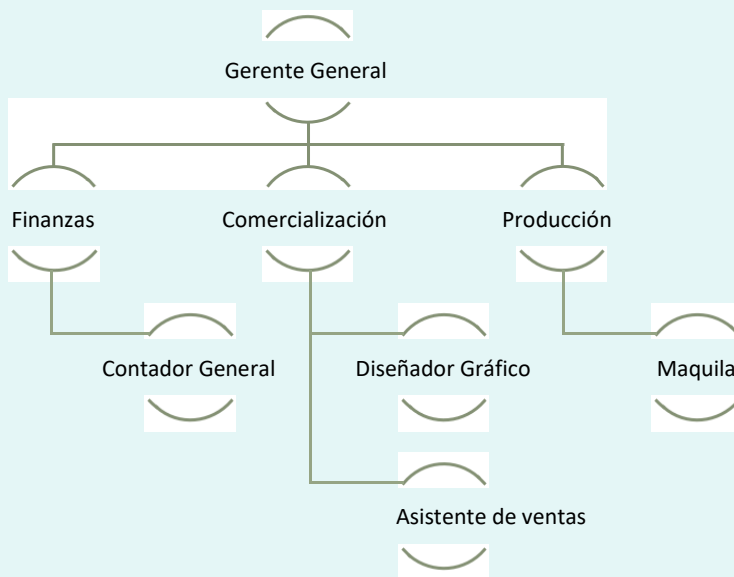 Gerente General
Finanzas
Comercialización
Producción
Contador General
Diseñador Gráfico
Maquila
Asistente de ventas